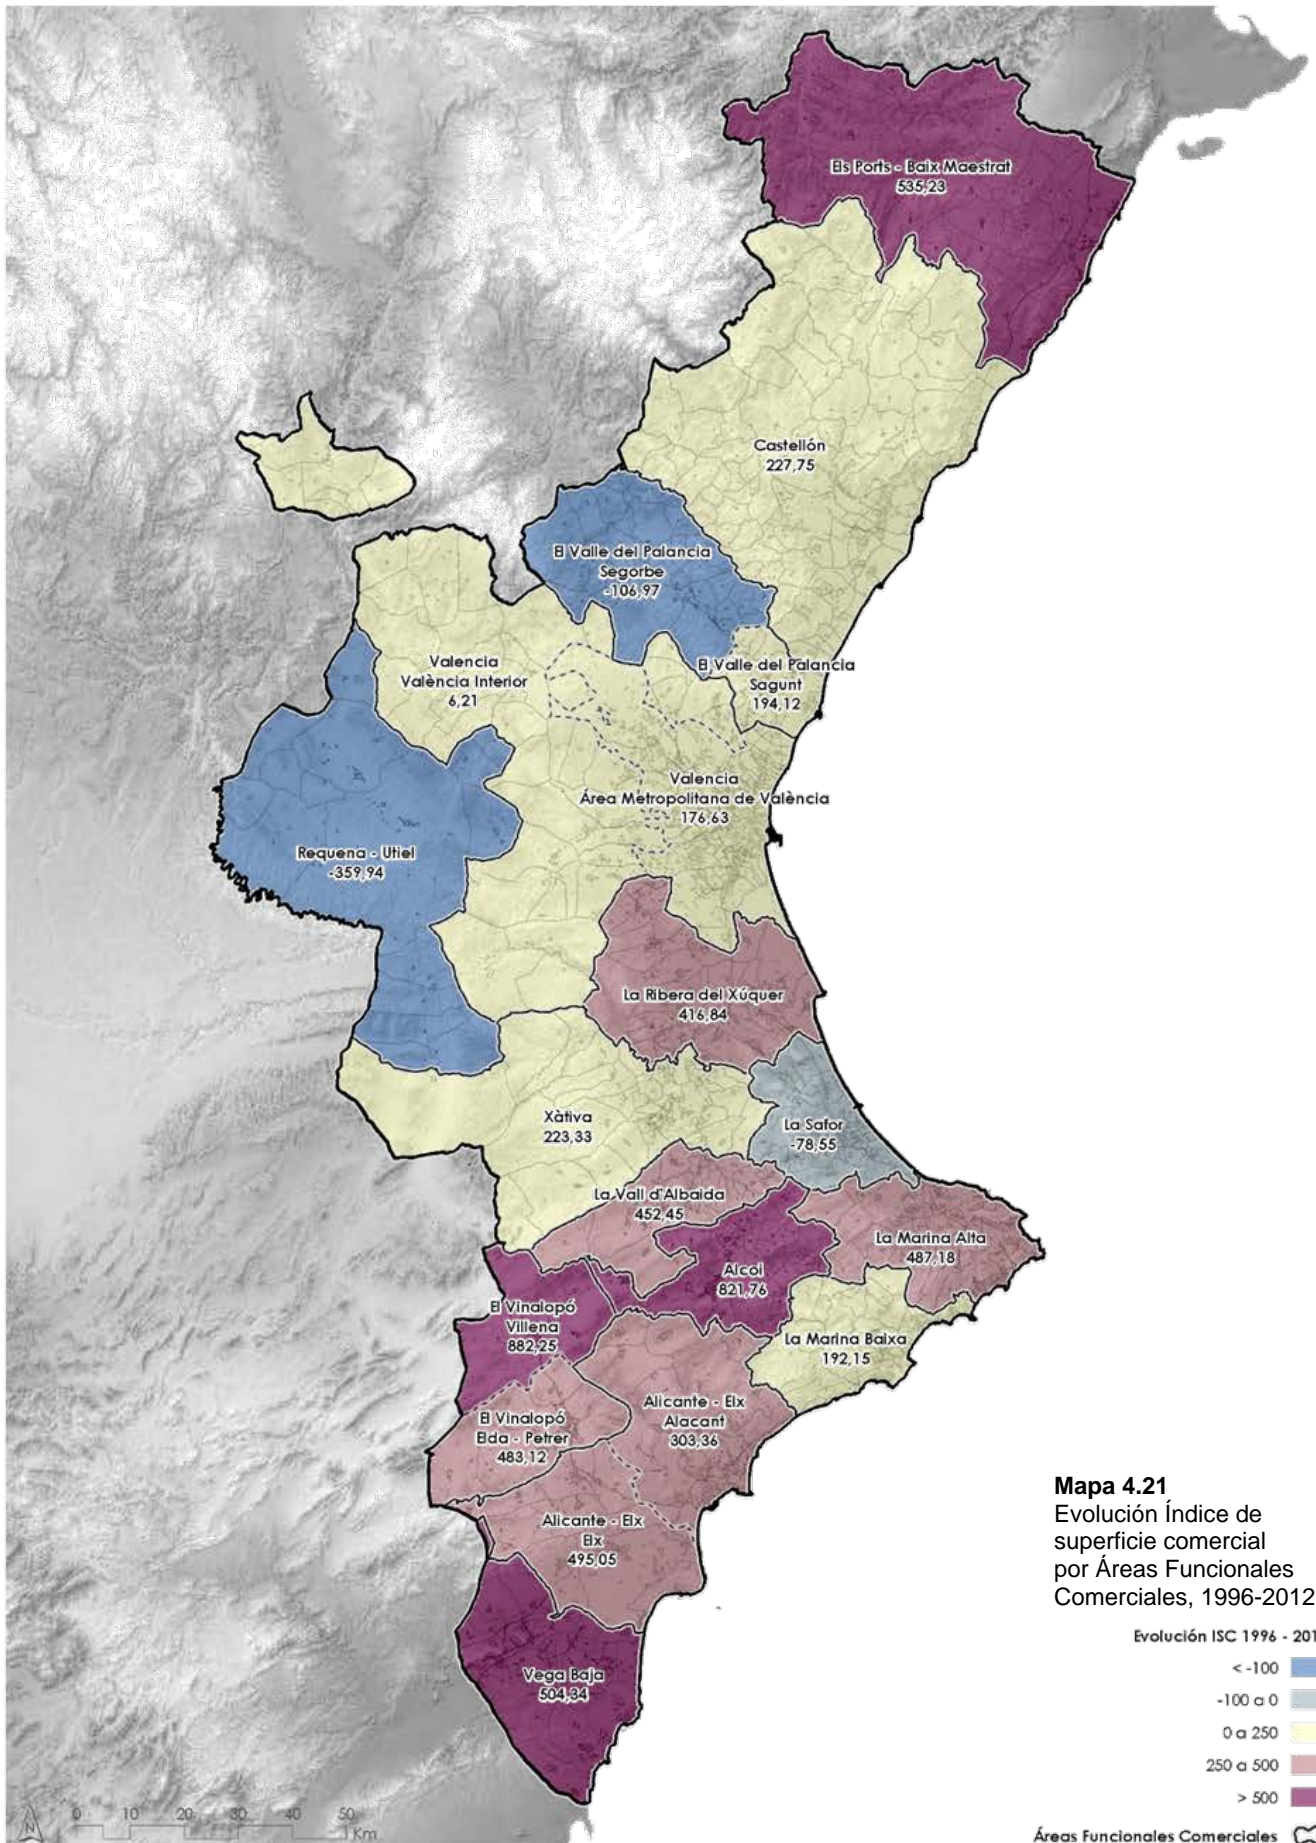 Els Ports - Baix Maestrat
535,23
Castellón
227,75
El Valle del Palancia
Segorbe
-106,97
Valencia
València Interior
6,21
El Valle del Palancia
Sagunt
194,12
Valencia
Área Metropolitana de València
176,63
Requena - Utiel
-359,94
La Ribera del Xúquer
416,84
Xàtiva
223,33
La Safor
-78,55
La Vall d'Albaida
452,45
La Marina Alta
487,18
Alcoi
821,76
El Vinalopó
Villena
882,25
La Marina Baixa
192,15
Alicante - Elx
Alacant
303,36
El Vinalopó
Elda - Petrer
483,12
Alicante - Elx
Elx
495,05
Vega Baja
504,34
Mapa 4.21
Evolución Índice de
superficie comercial
por Áreas Funcionales
Comerciales, 1996-2012
Evolución ISC 1996 - 201
< -100
-100 a 0
0 a 250
250 a 500
> 500
Áreas Funcionales Comerciales
N
0 10 20 30 40 50
Km